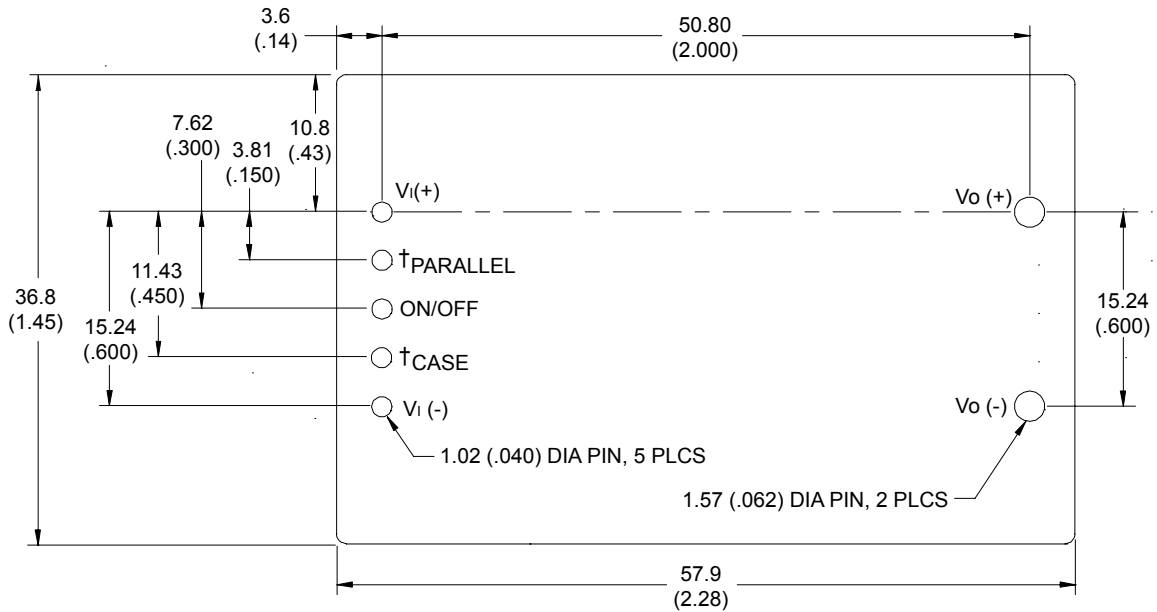 3.6
(.14)
50.80
(2.000)
7.62
(.300)
10.8
(.43)
3.81
(.150)
VI(+)
Vo (+)
†PARALLEL
11.43
(.450)
ON/OFF
36.8
(1.45)
15.24
(.600)
15.24
(.600)
†CASE
VI (-)
Vo (-)
1.02 (.040) DIA PIN, 5 PLCS
1.57 (.062) DIA PIN, 2 PLCS
57.9
(2.28)